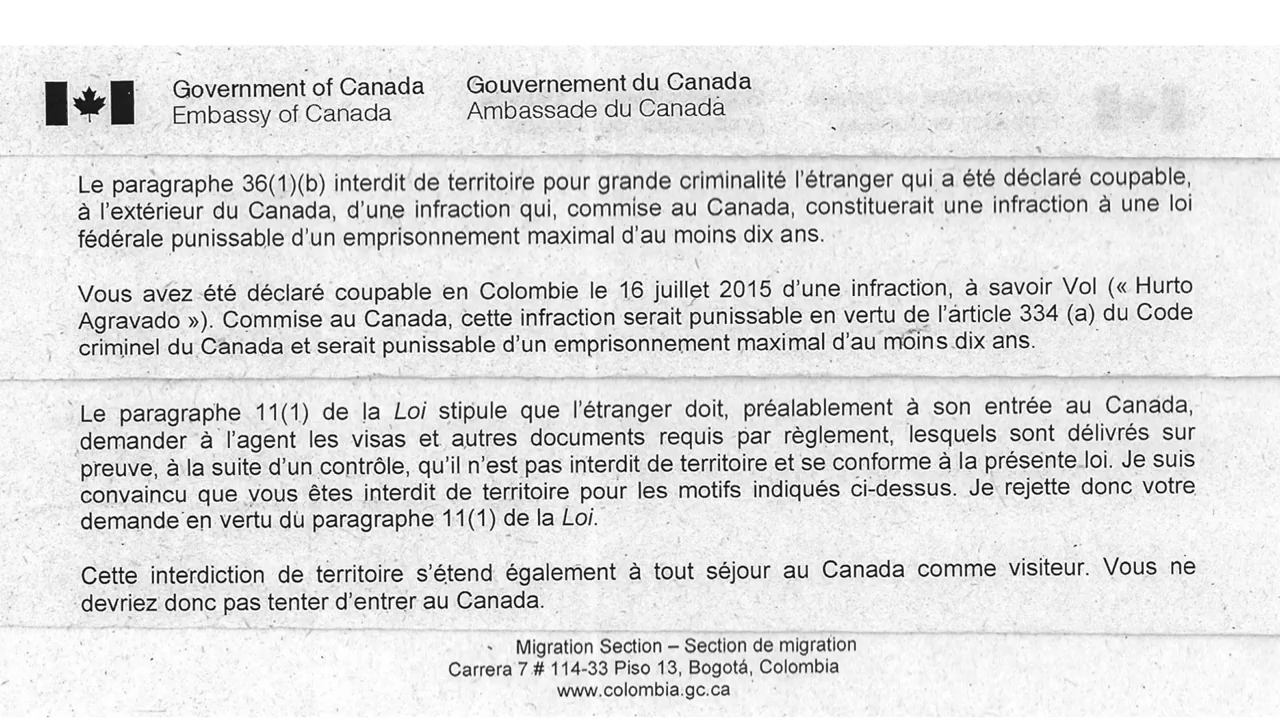 Government of Canada
Embassy of Canada
Gouvernement du Canada
Ambassade du Canada
Le paragraphe 36(1)(b) interdit de territoire pour grande criminalité l'étranger qui a été déclaré coupable,
à l'extérieur du Canada, d'une infraction qui, commise au Canada, constituerait une infraction à une loi
fédérale punissable d'un emprisonnement maximal d'au moins dix ans.
Vous avez été déclaré coupable en Colombie le 16 juillet 2015 d'une infraction, à savoir Vol (« Hurto
Agravado »). Commise au Canada, cette infraction serait punissable en vertu de l'article 334 (a) du Code
criminel du Canada et serait punissable d'un emprisonnement maximal d'au moins dix ans.
Le paragraphe 11(1) de la Loi stipule que l'étranger doit, préalablement à son entrée au Canada,
demander à l'agent les visas et autres documents requis par règlement, lesquels sont délivrés sur
preuve, à la suite d'un contrôle, qu'il n'est pas interdit de territoire et se conforme à la présente loi. Je suis
convaincu que vous êtes interdit de territoire pour les motifs indiqués ci-dessus. Je rejette donc votre
demande en vertu du paragraphe 11(1) de la Loi.
Cette interdiction de territoire s'étend également à tout séjour au Canada comme visiteur. Vous ne
devriez donc pas tenter d'entrer au Canada.
Migration Section – Section de migration
Carrera 7 # 114-33 Piso 13, Bogotá, Colombia
www.colombia.gc.ca